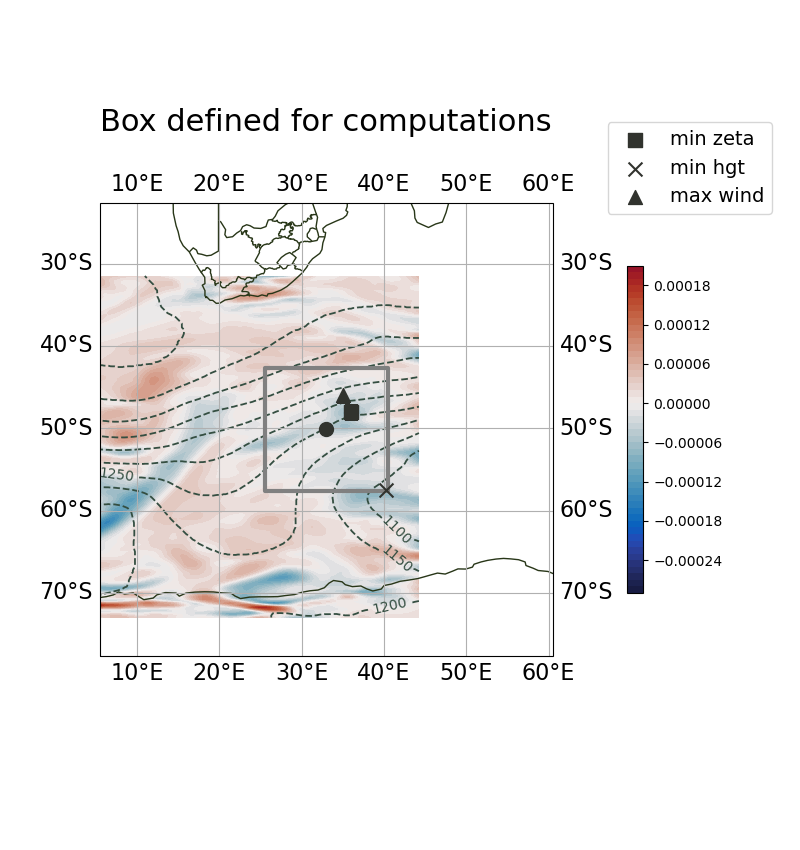 Box defined for computations
min zeta
min hgt
max wind
10°E 20°E 30°E 40°E 50°E 60°E
30°S 30°S
40°S 40°S
50°S 50°S
60°S 60°S
70°S 70°S
1250
1100
1150
1200
10°E 20°E 30°E 40°E 50°E 60°E
0.00018
0.00012
0.00006
0.00000
−0.00006
−0.00012
−0.00018
−0.00024